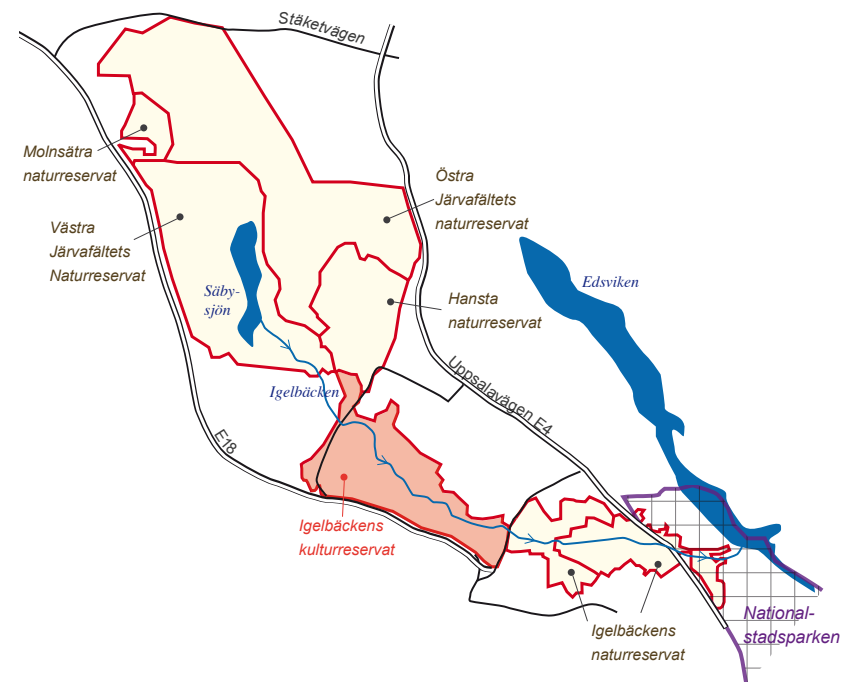 Stäketvägen
Molnsätra
naturreservat
Östra
Järvafältets
naturreservat
Västra
Järvafältets
Naturreservat
Säby-
sjön
Edsviken
Hansta
naturreservat
Uppsalavägen E4
Igelbäcken
E18
Igelbäckens
kulturreservat
National-
stadsparken
Igelbäckens
naturreservat